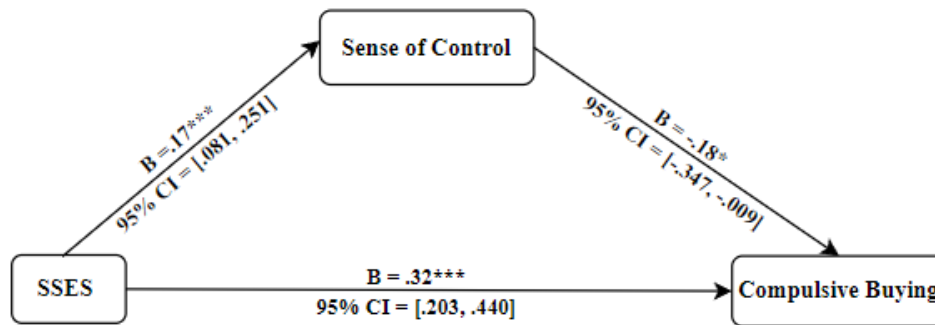 Sense of Control
B =.17***
95% CI = [.081, .251]
B = -.18*
95% CI = [-.347, -.009]
SSES
B = .32***
95% CI = [.203, .440]
Compulsive Buying